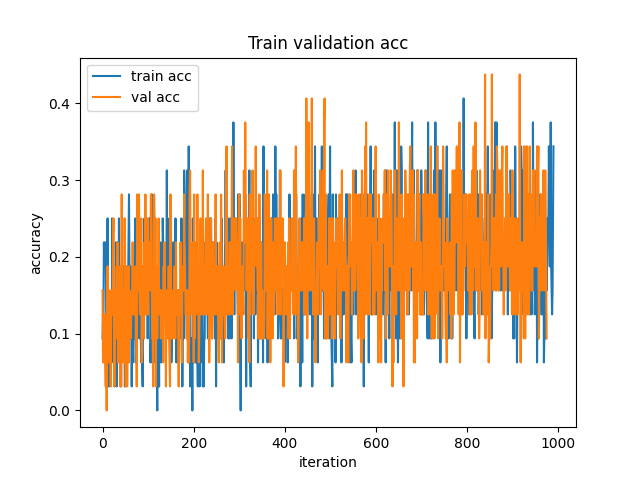 Train validation acc
train acc
val acc
0.4
0.3
0.2
0.1
0.0
accuracy
0 200 400 600 800 1000
iteration